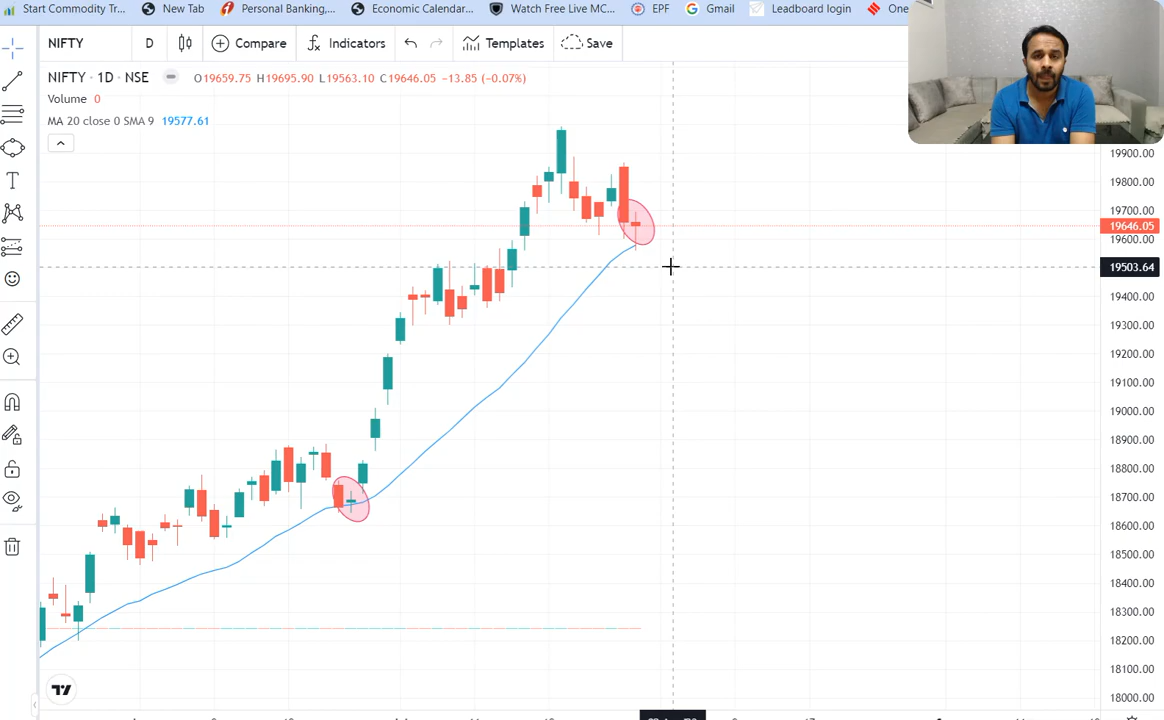 Start Commodity Tr...
New Tab
Personal Banking,...
Economic Calendar...
Watch Free Live MC...
EPF
Gmail
Leadboard login
One
NIFTY
D
Compare
Indicators
Templates
Save
NIFTY · 1D · NSE
O19659.75 H19695.90 L19563.10 C19646.05 −13.85 (−0.07%)
Volume 0
MA 20 close 0 SMA 9 19577.61
19900.00
19800.00
19700.00
19646.05
19600.00
19503.64
19400.00
19300.00
19200.00
19100.00
19000.00
18900.00
18800.00
18700.00
18600.00
18500.00
18400.00
18300.00
18200.00
18100.00
18000.00